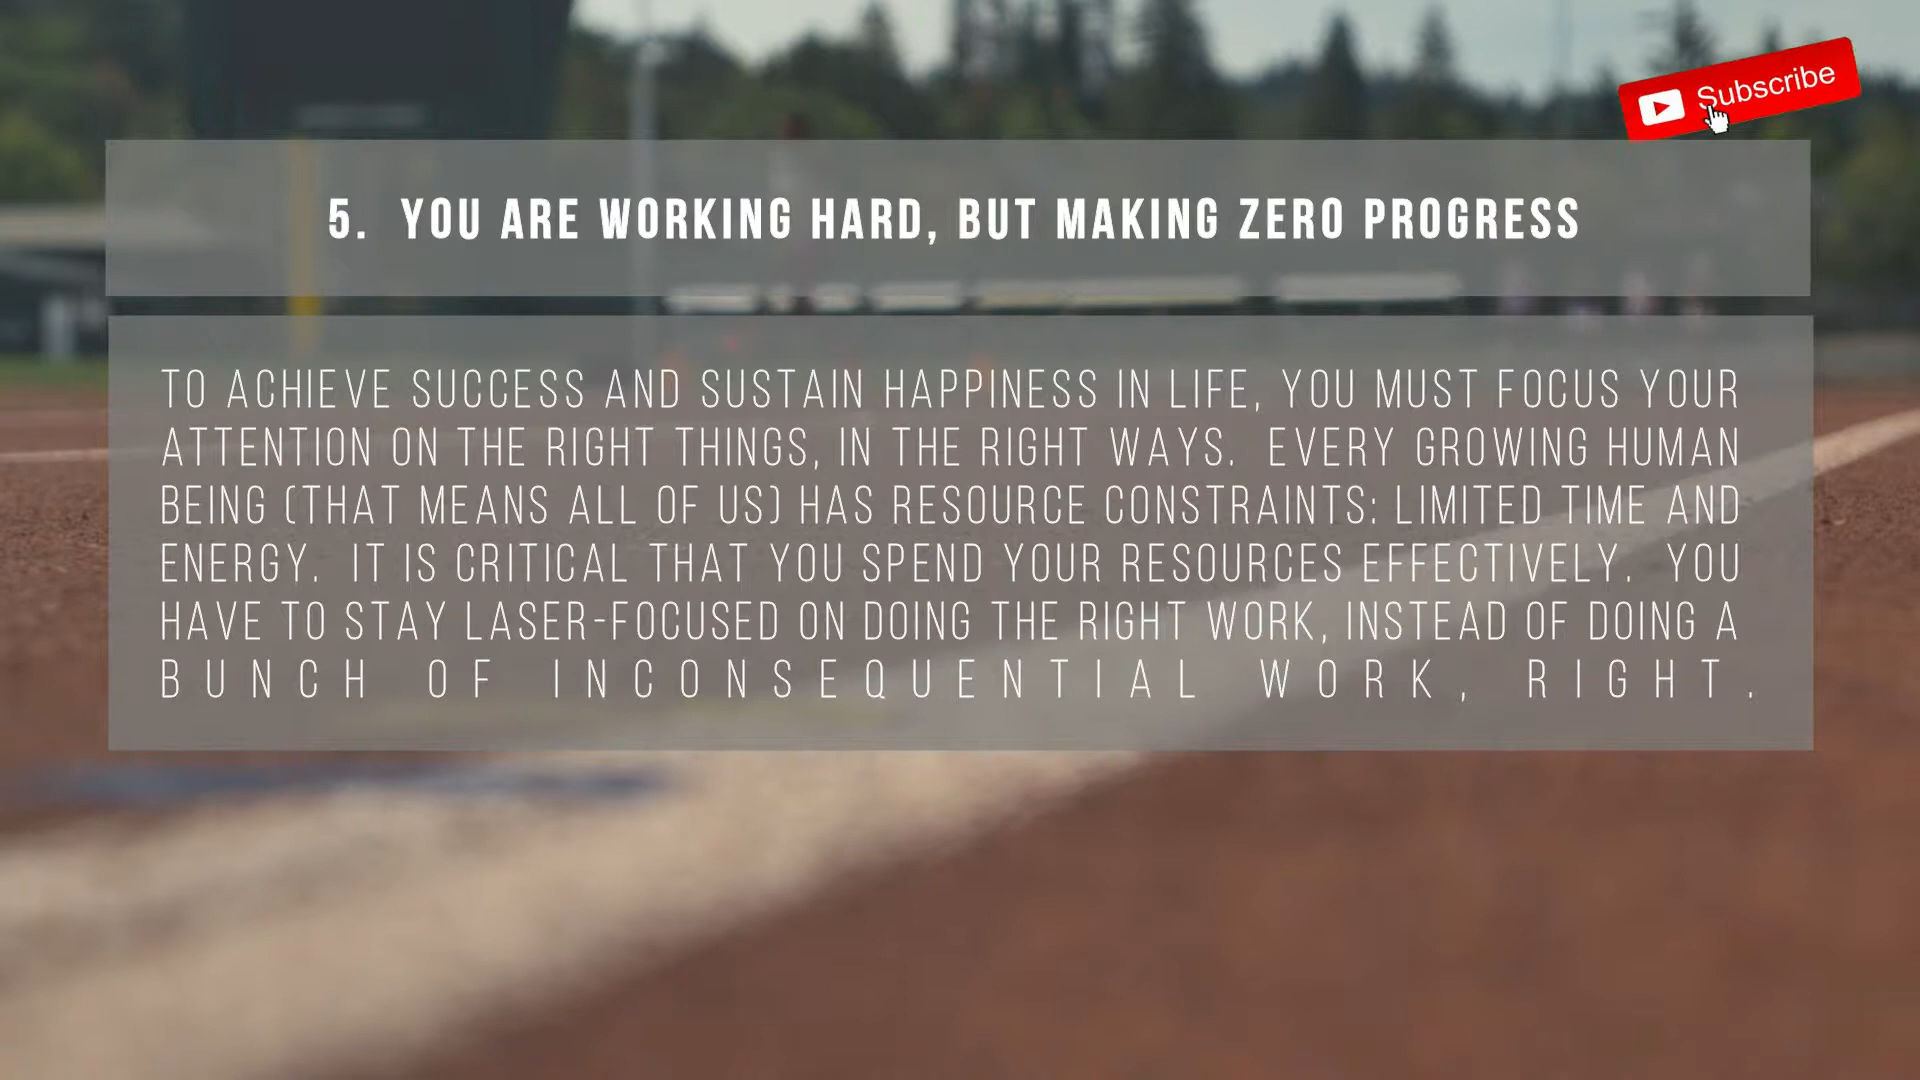 Subscribe
5. YOU ARE WORKING HARD, BUT MAKING ZERO PROGRESS
TO ACHIEVE SUCCESS AND SUSTAIN HAPPINESS IN LIFE, YOU MUST FOCUS YOUR
ATTENTION ON THE RIGHT THINGS, IN THE RIGHT WAYS. EVERY GROWING HUMAN
BEING (THAT MEANS ALL OF US) HAS RESOURCE CONSTRAINTS: LIMITED TIME AND
ENERGY. IT IS CRITICAL THAT YOU SPEND YOUR RESOURCES EFFECTIVELY. YOU
HAVE TO STAY LASER-FOCUSED ON DOING THE RIGHT WORK, INSTEAD OF DOING A
BUNCH OF INCONSEQUENTIAL WORK, RIGHT.